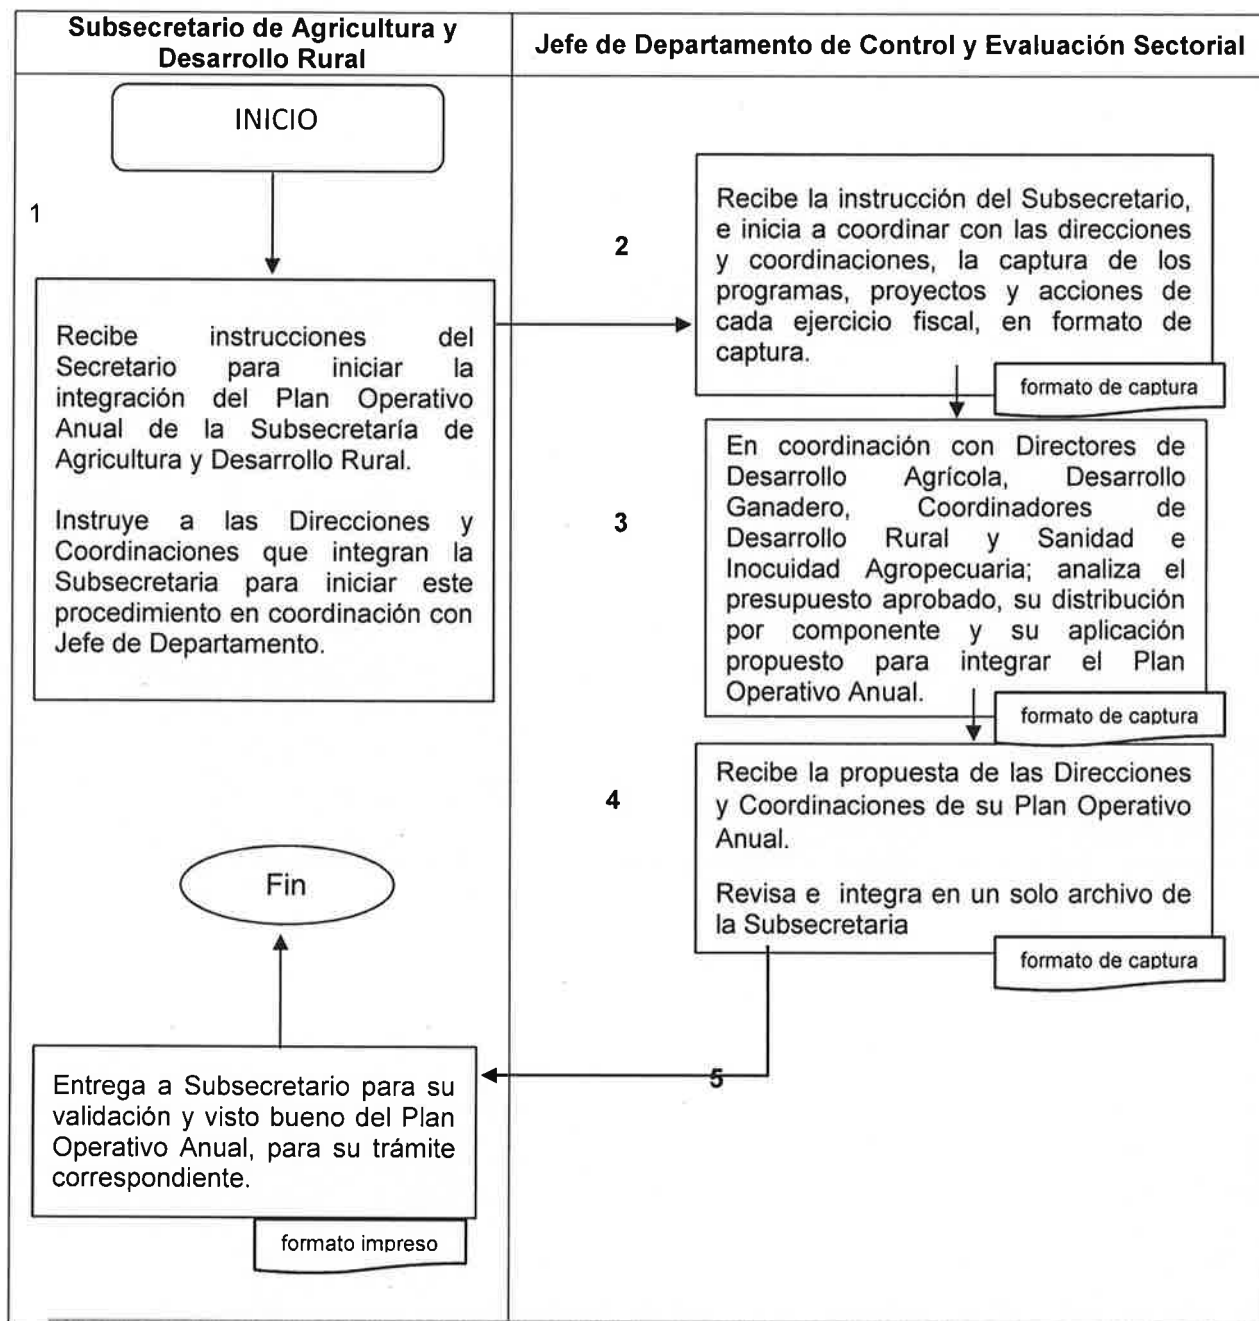 Subsecretario de Agricultura y
Desarrollo Rural
Jefe de Departamento de Control y Evaluación Sectorial
INICIO
1
Recibe instrucciones del
Secretario para iniciar la
integración del Plan Operativo
Anual de la Subsecretaría de
Agricultura y Desarrollo Rural.
Instruye a las Direcciones y
Coordinaciones que integran la
Subsecretaria para iniciar este
procedimiento en coordinación con
Jefe de Departamento.
2
Recibe la instrucción del Subsecretario,
e inicia a coordinar con las direcciones
y coordinaciones, la captura de los
programas, proyectos y acciones de
cada ejercicio fiscal, en formato de
captura.
formato de captura
3
En coordinación con Directores de
Desarrollo Agrícola, Desarrollo
Ganadero, Coordinadores de
Desarrollo Rural y Sanidad e
Inocuidad Agropecuaria; analiza el
presupuesto aprobado, su distribución
por componente y su aplicación
propuesto para integrar el Plan
Operativo Anual.
formato de captura
4
Recibe la propuesta de las Direcciones
y Coordinaciones de su Plan Operativo
Anual.
Revisa e integra en un solo archivo de
la Subsecretaria
formato de captura
5
Entrega a Subsecretario para su
validación y visto bueno del Plan
Operativo Anual, para su trámite
correspondiente.
formato impreso
Fin